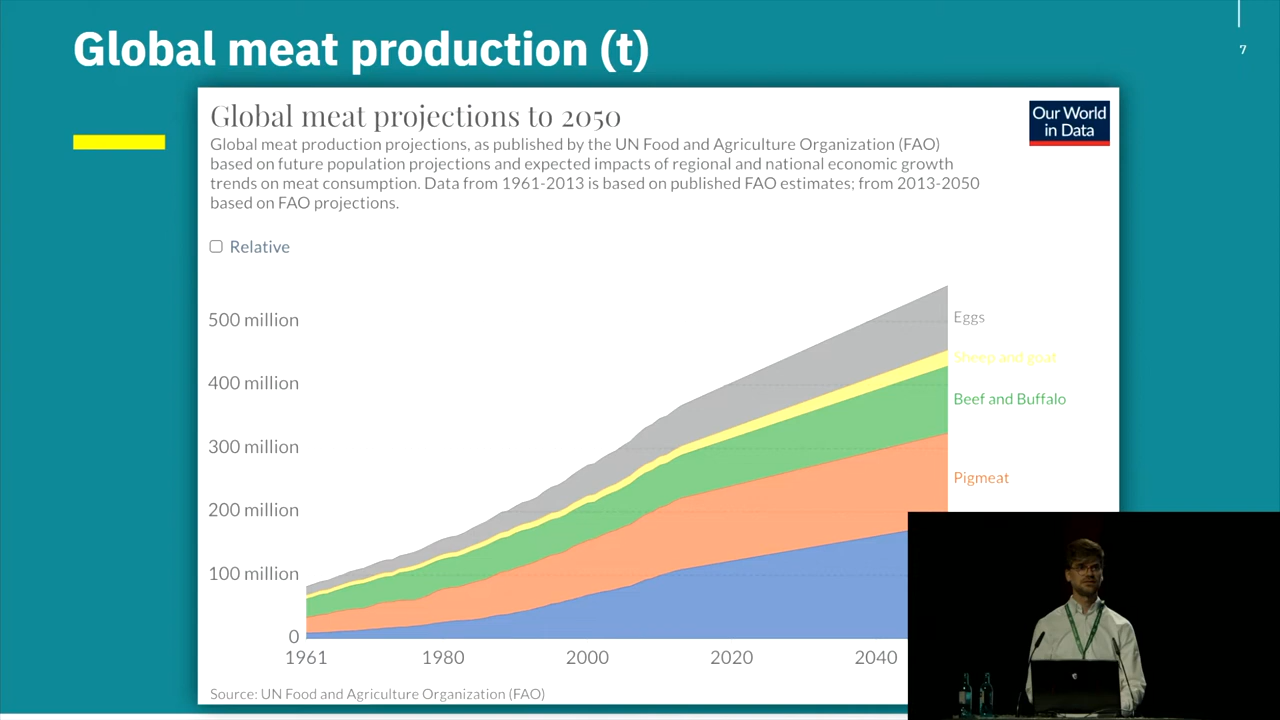 Global meat production (t)
7
Global meat projections to 2050
Our World
in Data
Global meat production projections, as published by the UN Food and Agriculture Organization (FAO)
based on future population projections and expected impacts of regional and national economic growth
trends on meat consumption. Data from 1961-2013 is based on published FAO estimates; from 2013-2050
based on FAO projections.
Relative
500 million
400 million
300 million
200 million
100 million
0
Eggs
Sheep and goat
Beef and Buffalo
Pigmeat
1961
1980
2000
2020
2040
Source: UN Food and Agriculture Organization (FAO)